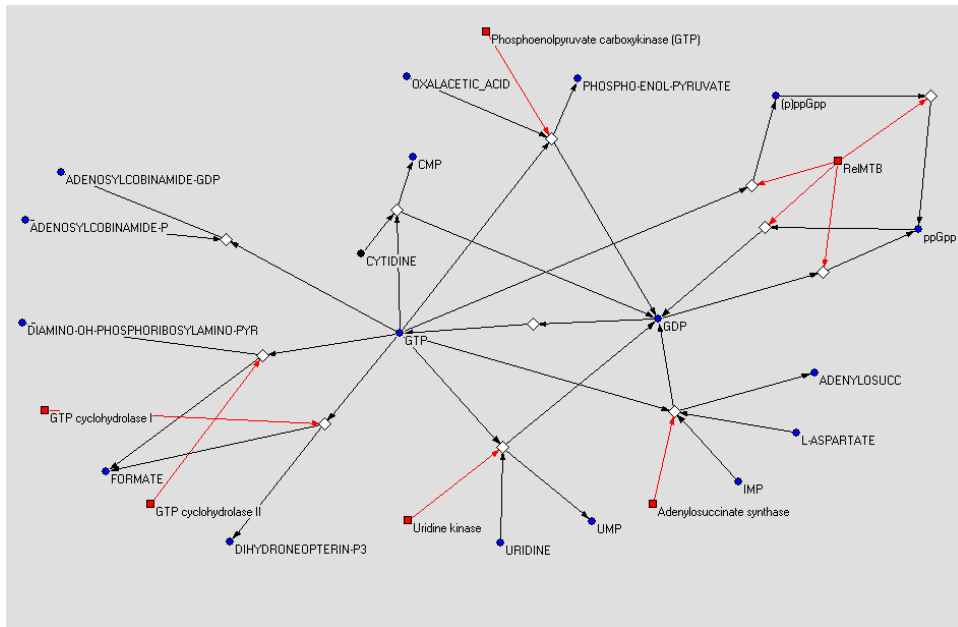 Phosphoenolpyruvate carboxykinase (GTP)
OXALACETIC_ACID
PHOSPHO-ENOL-PYRUVATE
(p)ppGpp
CMP
RelMTB
ADENOSYLCOBINAMIDE-GDP
ADENOSYLCOBINAMIDE-P
ppGpp
CYTIDINE
DIAMINO-OH-PHOSPHORIBOSYLAMINO-PYR
GTP
GDP
ADENYLOSUCC
GTP cyclohydrolase I
L-ASPARTATE
FORMATE
IMP
GTP cyclohydrolase II
Adenylosuccinate synthase
Uridine kinase
UMP
DIHYDRONEOPTERIN-P3
URIDINE